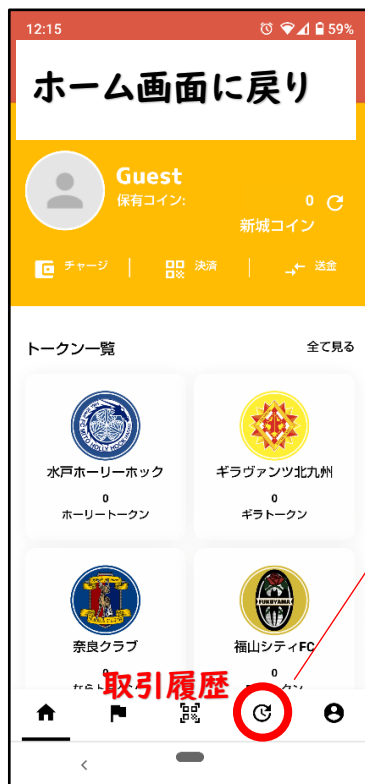 12:15 59%
ホーム画面に戻り
Guest
保有コイン: 0
新城コイン
チャージ 決済 送金
トークン一覧 全て見る
水戸ホーリーホック ギラヴァンツ北九州
0 0
ホーリートークン ギラトークン
FUKUYAMA
奈良クラブ 福山シティFC
0 0
取引履歴